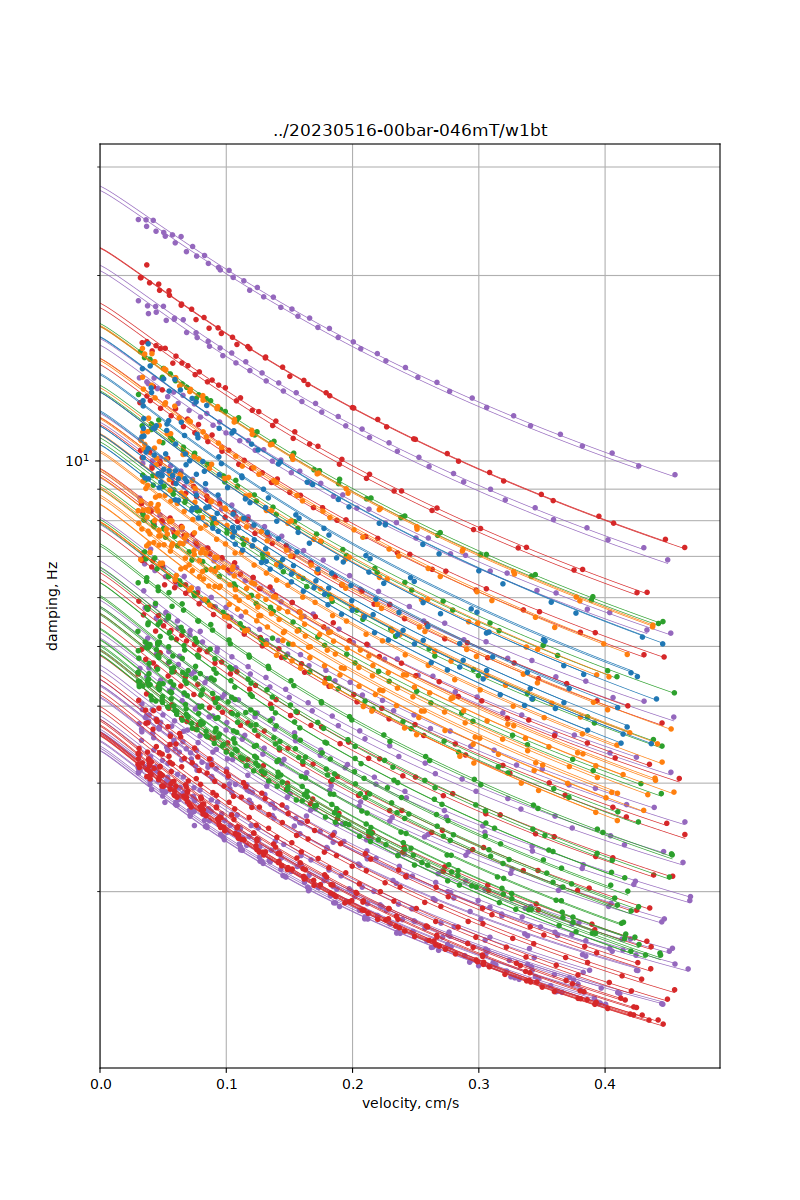 ../20230516-00bar-046mT/w1bt
damping, Hz
10¹
0.0 0.1 0.2 0.3 0.4
velocity, cm/s